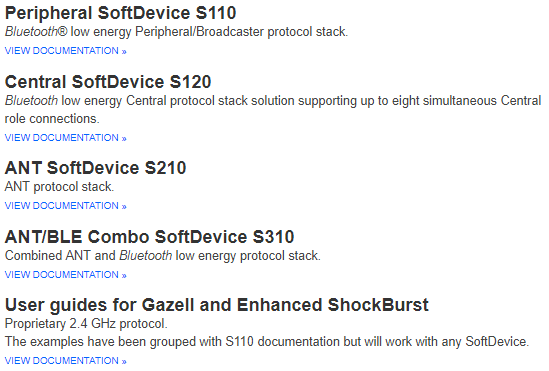 Peripheral SoftDevice S110
Bluetooth® low energy Peripheral/Broadcaster protocol stack.
VIEW DOCUMENTATION »
Central SoftDevice S120
Bluetooth low energy Central protocol stack solution supporting up to eight simultaneous Central
role connections.
VIEW DOCUMENTATION »
ANT SoftDevice S210
ANT protocol stack.
VIEW DOCUMENTATION »
ANT/BLE Combo SoftDevice S310
Combined ANT and Bluetooth low energy protocol stack.
VIEW DOCUMENTATION »
User guides for Gazell and Enhanced ShockBurst
Proprietary 2.4 GHz protocol.
The examples have been grouped with S110 documentation but will work with any SoftDevice.
VIEW DOCUMENTATION »